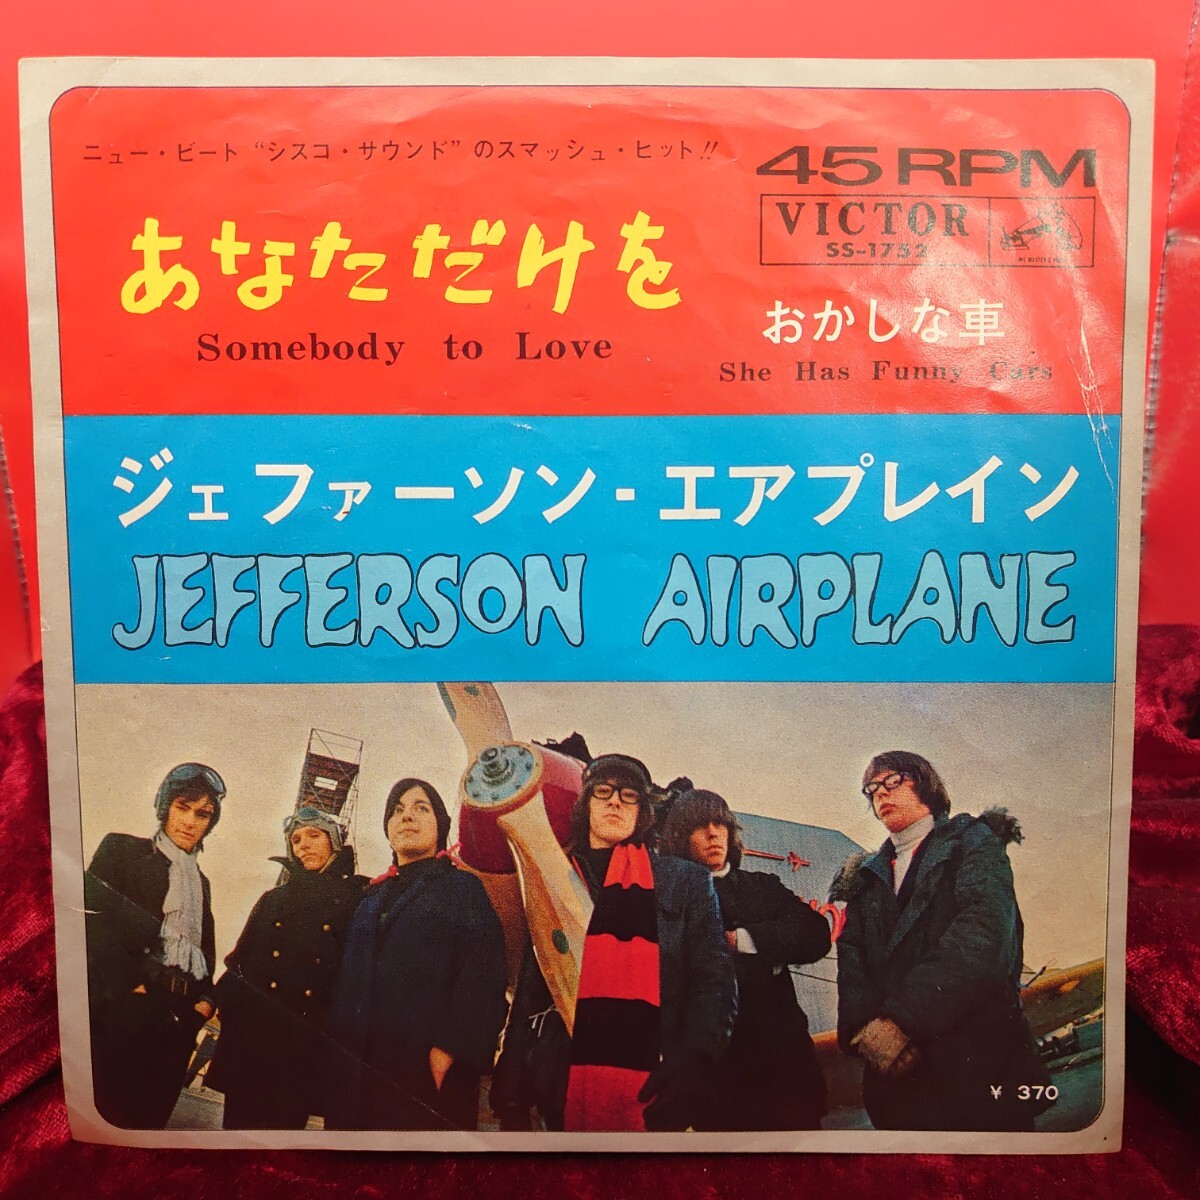 ニュー・ビート“シスコ・サウンド”のスマッシュ・ヒット!!
45 RPM
VICTOR
SS-1752
あなただけを
Somebody to Love
おかしな車
She Has Funny Cars
ジェファーソン-エアプレイン
JEFFERSON AIRPLANE
¥ 370